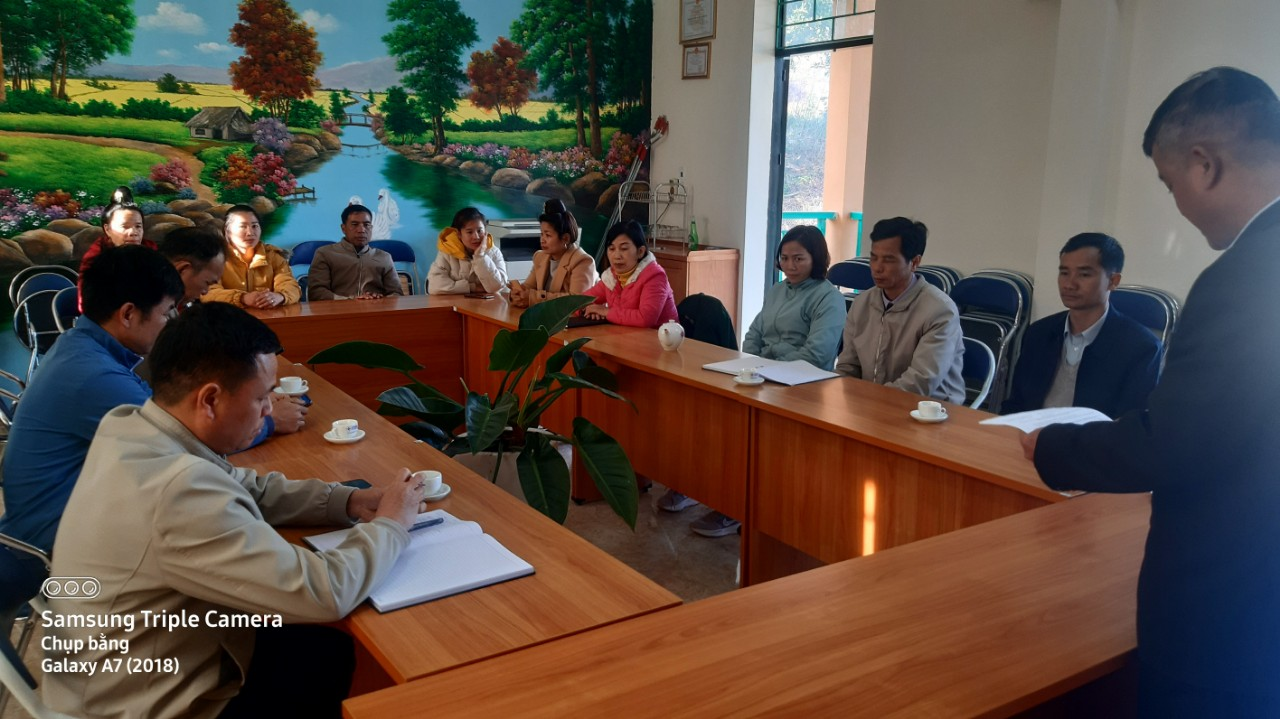 Samsung Triple Camera
Chụp bằng
Galaxy A7 (2018)